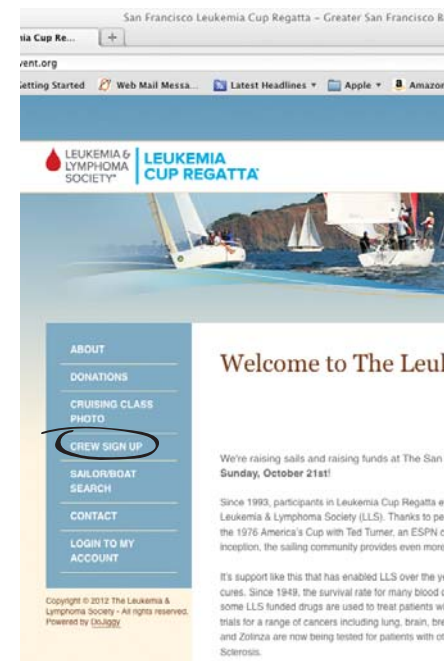 San Francisco Leukemia Cup Regatta – Greater San Francisco B
nia Cup Re... +
vent.org
Getting Started Web Mail Messa... Latest Headlines Apple Amazon
LEUKEMIA & LYMPHOMA SOCIETY®
LEUKEMIA
CUP REGATTA
ABOUT
DONATIONS
CRUISING CLASS
PHOTO
CREW SIGN UP
SAILOR/BOAT
SEARCH
CONTACT
LOGIN TO MY
ACCOUNT
Copyright © 2012 The Leukemia &
Lymphoma Society - All rights reserved.
Powered by DoJiggy
Welcome to The Leuk
We're raising sails and raising funds at The San
Sunday, October 21st!
Since 1993, participants in Leukemia Cup Regatta e
Leukemia & Lymphoma Society (LLS). Thanks to pe
the 1976 America's Cup with Ted Turner, an ESPN c
inception, the sailing community provides even more
It's support like this that has enabled LLS over the ye
cures. Since 1949, the survival rate for many blood c
some LLS funded drugs are used to treat patients wi
trials for a range of cancers including lung, brain, bre
and Zolinza are now being tested for patients with ot
Sclerosis.